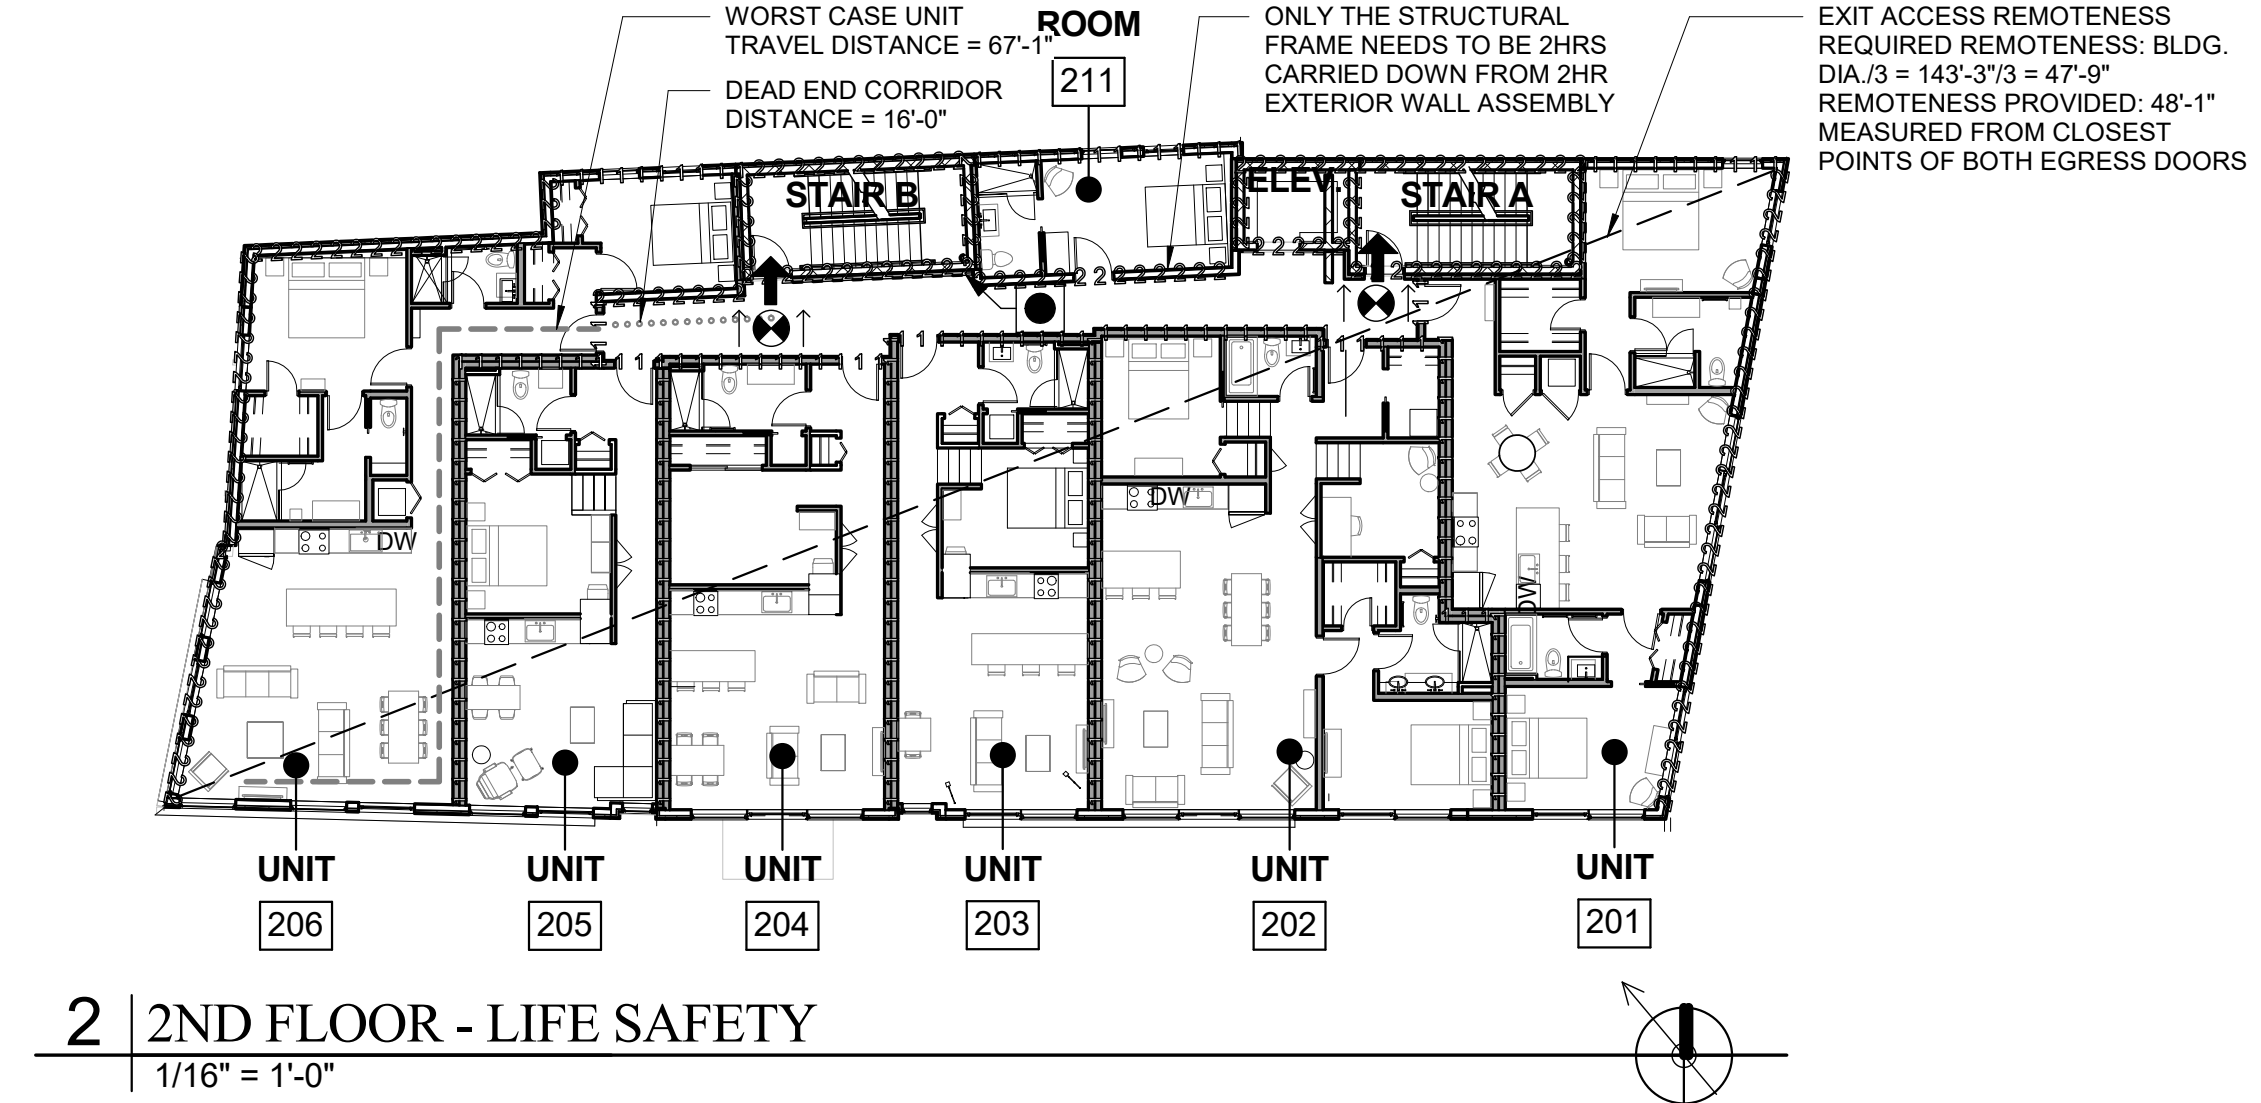 WORST CASE UNIT
TRAVEL DISTANCE = 67'-1"
DEAD END CORRIDOR
DISTANCE = 16'-0"
ROOM
211
ONLY THE STRUCTURAL
FRAME NEEDS TO BE 2HRS
CARRIED DOWN FROM 2HR
EXTERIOR WALL ASSEMBLY
EXIT ACCESS REMOTENESS
REQUIRED REMOTENESS: BLDG.
DIA./3 = 143'-3"/3 = 47'-9"
REMOTENESS PROVIDED: 48'-1"
MEASURED FROM CLOSEST
POINTS OF BOTH EGRESS DOORS
STAIR B
ELEV.
STAIR A
DW
DW
DW
UNIT
206
UNIT
205
UNIT
204
UNIT
203
UNIT
202
UNIT
201
2
2ND FLOOR - LIFE SAFETY
1/16" = 1'-0"